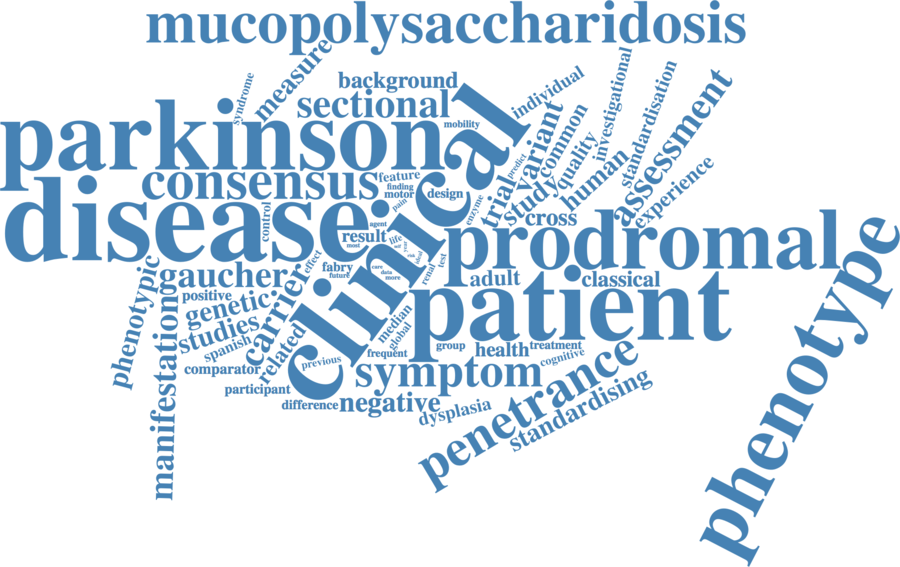 mucopolysaccharidosis
syndrome
measure
background
sectional
individual
mobility
parkinson
clinical
variant
common
investigational
standardisation
assessment
predict
quality
human
trial
study
consensus
feature
finding
motor
design
pain
enzyme
cross
experience
disease
control
agent
result
most
life
year
prodromal
phenotypic
gaucher
effect
fabry
future
care
data
more
risk
renal
test
adult
classical
positive
manifestation
genetic
carrier
patient
studies
median
global
spanish
related
previous
frequent
group
health
treatment
cognitive
comparator
symptom
participant
difference
negative
dysplasia
penetrance
standardising
phenotype